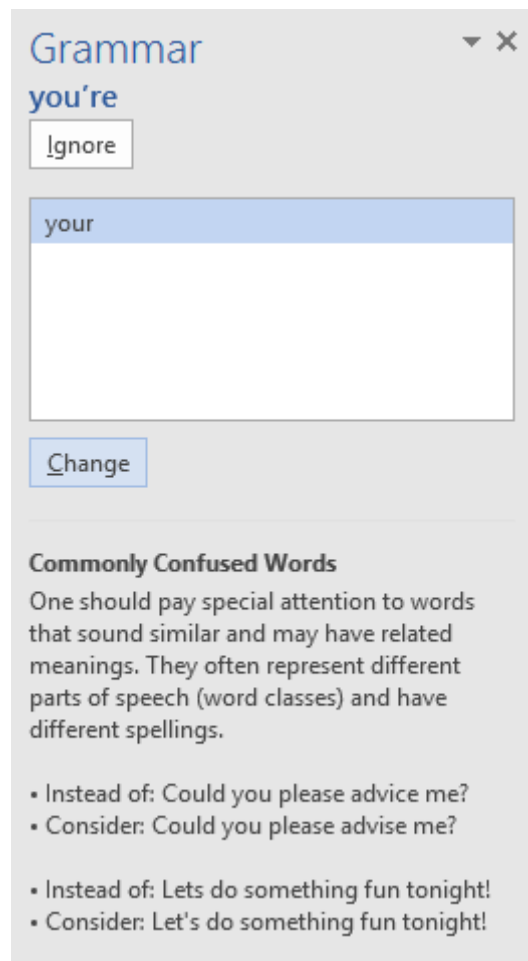 Grammar
you’re
Ignore
your
Change
Commonly Confused Words
One should pay special attention to words
that sound similar and may have related
meanings. They often represent different
parts of speech (word classes) and have
different spellings.
• Instead of: Could you please advice me?
• Consider: Could you please advise me?
• Instead of: Lets do something fun tonight!
• Consider: Let's do something fun tonight!